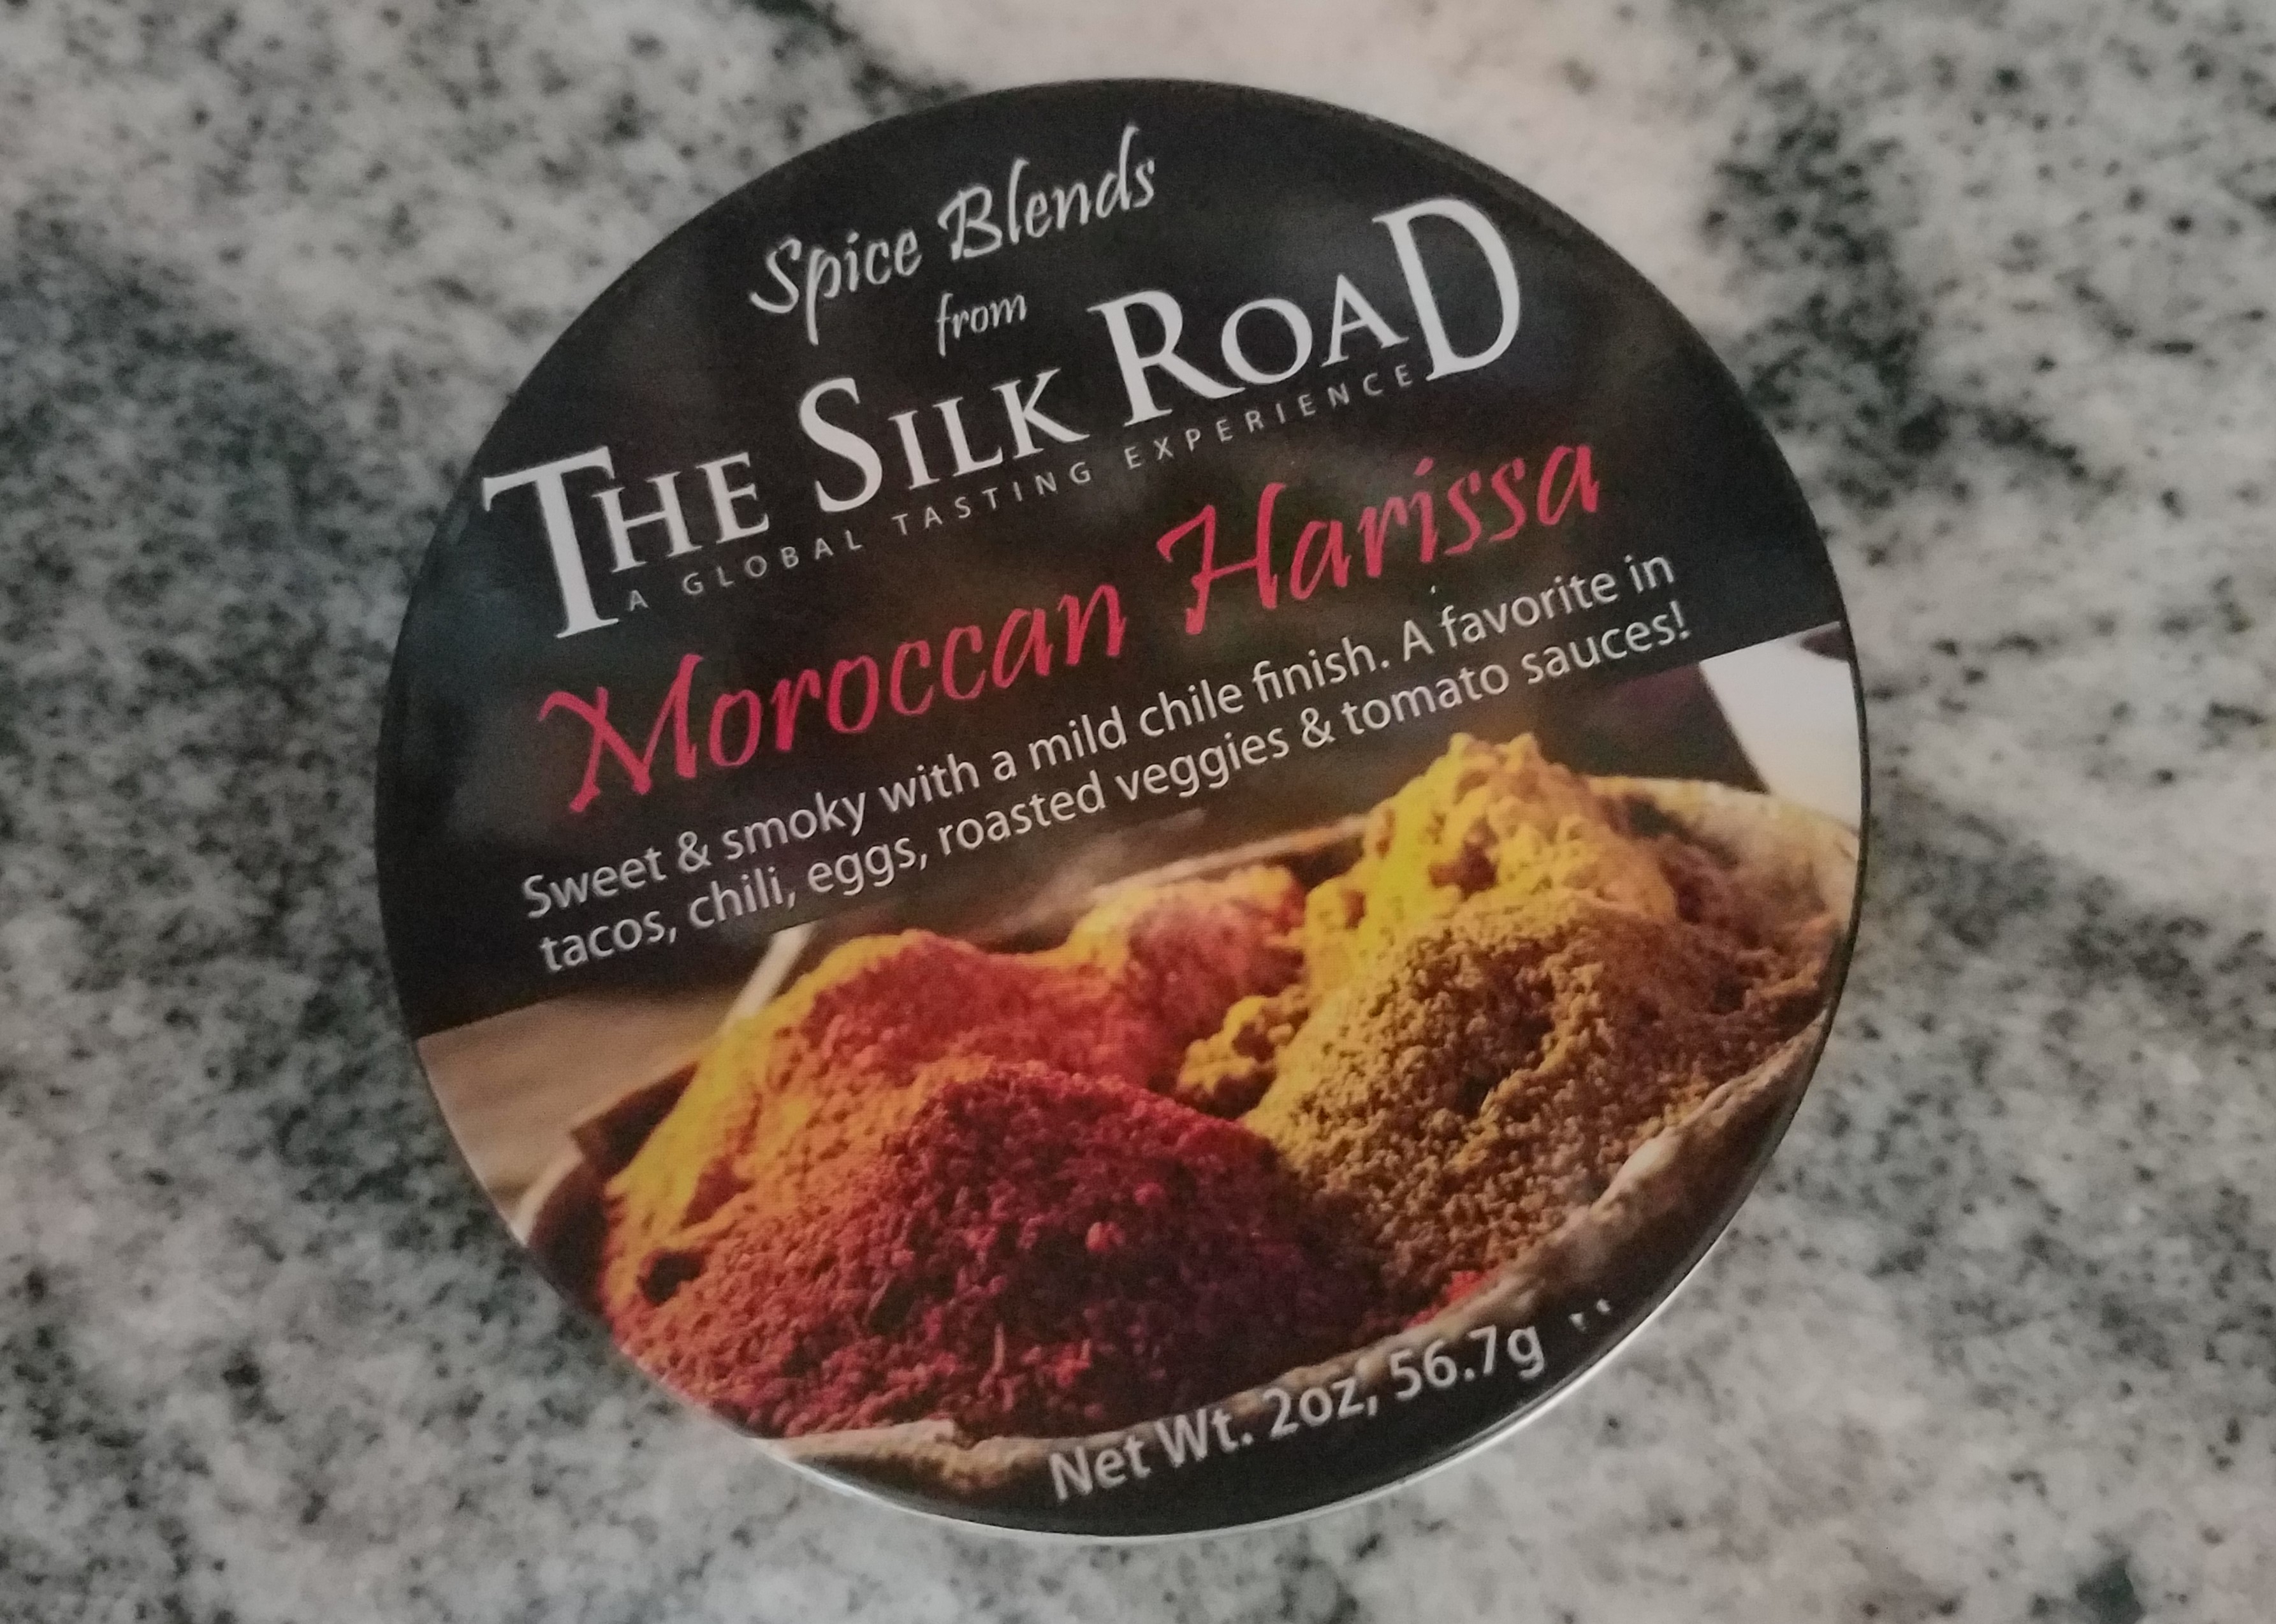 Spice Blends
from
THE SILK ROAD
A GLOBAL TASTING EXPERIENCE
Moroccan Harissa
Sweet & smoky with a mild chile finish. A favorite in
tacos, chili, eggs, roasted veggies & tomato sauces!
Net Wt. 2oz, 56.7g